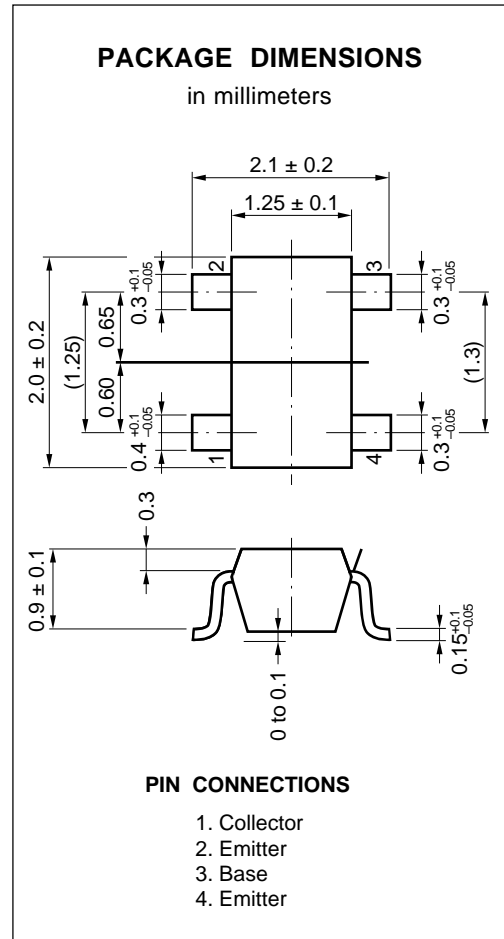 PACKAGE DIMENSIONS
in millimeters
2.1 ± 0.2
1.25 ± 0.1
2.0 ± 0.2
(1.25)
0.65
0.60
0.3 +0.1 −0.05
0.4 +0.1 −0.05
2
3
1
4
0.3 +0.1 −0.05
(1.3)
0.3 +0.1 −0.05
0.3
0.9 ± 0.1
0 to 0.1
0.15 +0.1 −0.05
PIN CONNECTIONS
1. Collector
2. Emitter
3. Base
4. Emitter